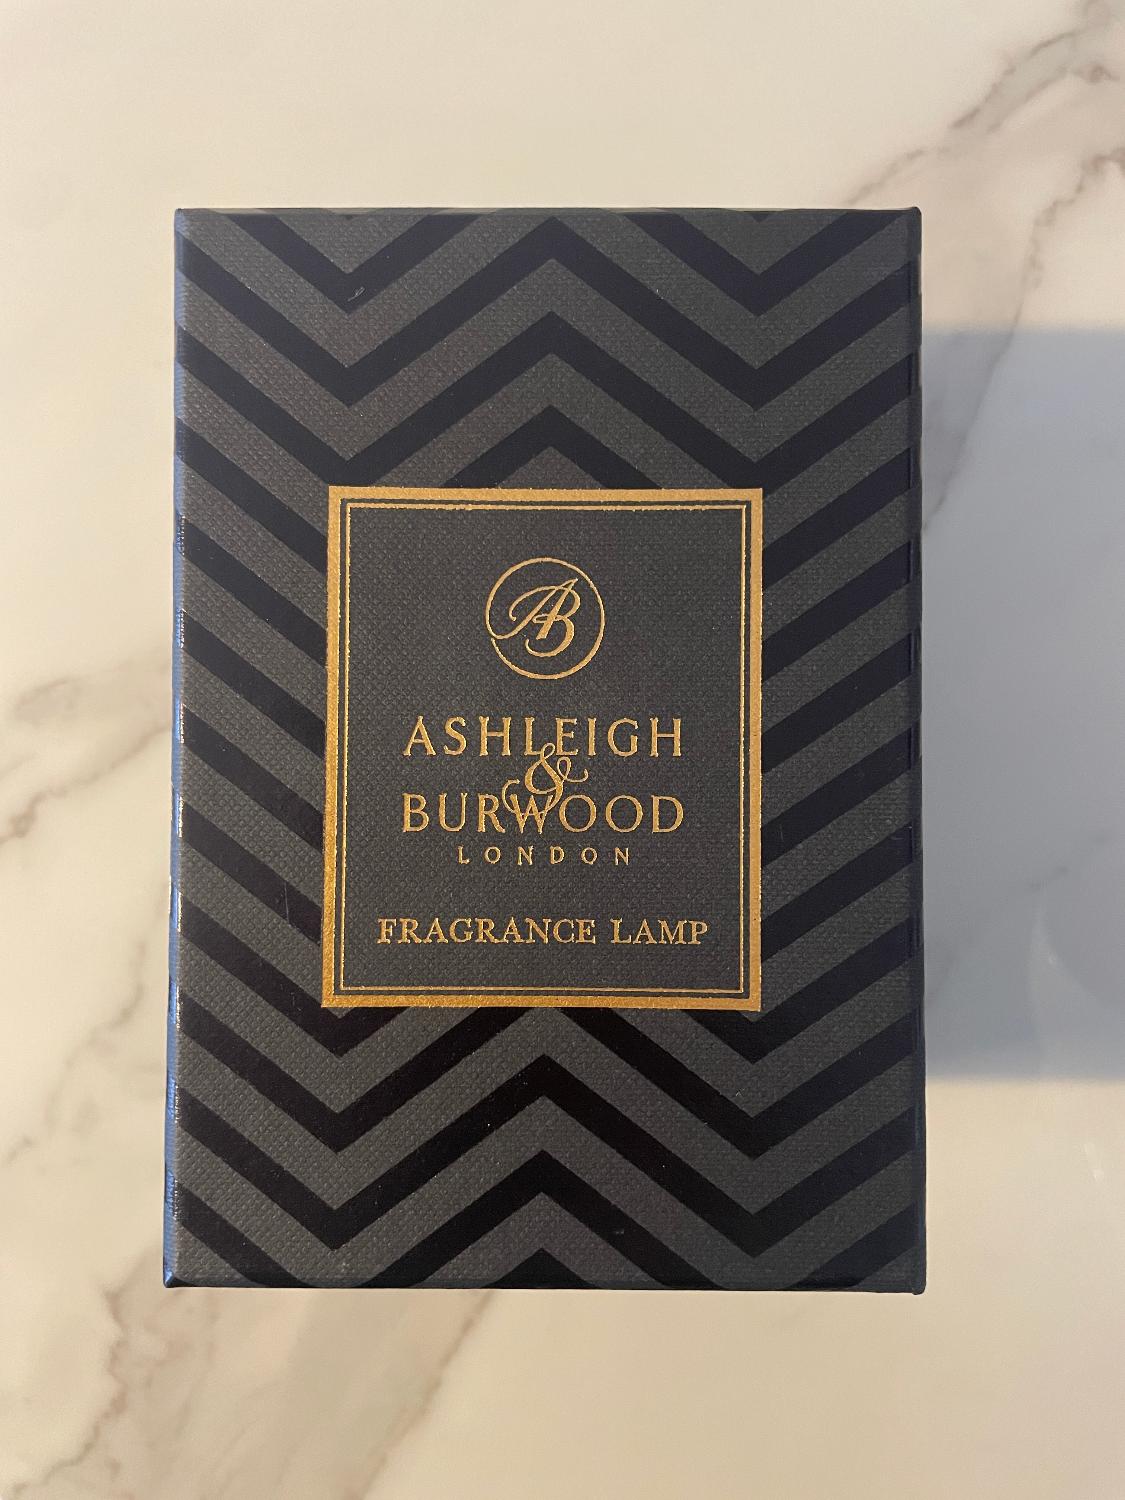 AB
ASHLEIGH
&
BURWOOD
LONDON
FRAGRANCE LAMP